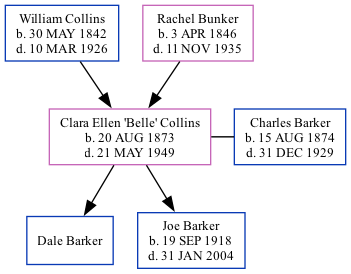 William Collins
b. 30 MAY 1842
d. 10 MAR 1926
Rachel Bunker
b. 3 APR 1846
d. 11 NOV 1935
Clara Ellen 'Belle' Collins
b. 20 AUG 1873
d. 21 MAY 1949
Charles Barker
b. 15 AUG 1874
d. 31 DEC 1929
Dale Barker
Joe Barker
b. 19 SEP 1918
d. 31 JAN 2004